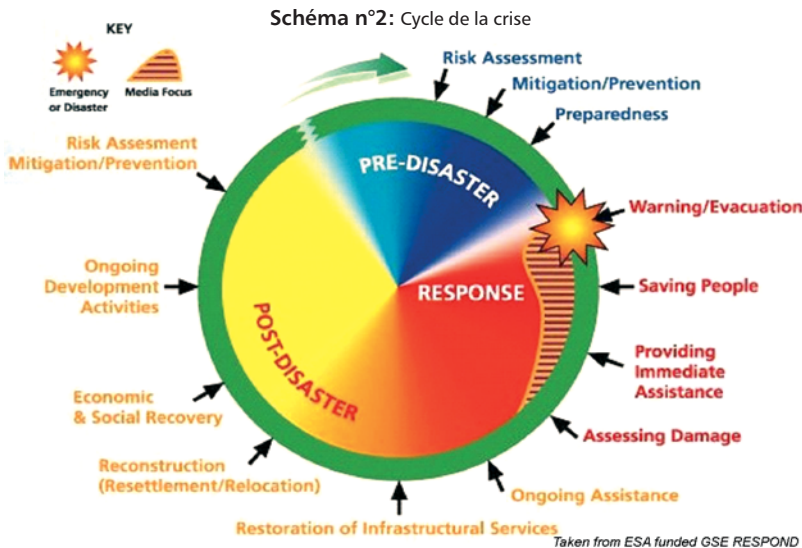 Schéma n°2: Cycle de la crise
KEY
Emergency
or Disaster
Media Focus
Risk Assessment
Mitigation/Prevention
Preparedness
Warning/Evacuation
Saving People
Providing
Immediate
Assistance
Assessing Damage
Ongoing Assistance
Restoration of Infrastructural Services
Reconstruction
(Resettlement/Relocation)
Economic
& Social Recovery
Ongoing
Development
Activities
Risk Assesment
Mitigation/Prevention
PRE-DISASTER
RESPONSE
POST-DISASTER
Taken from ESA funded GSE RESPOND